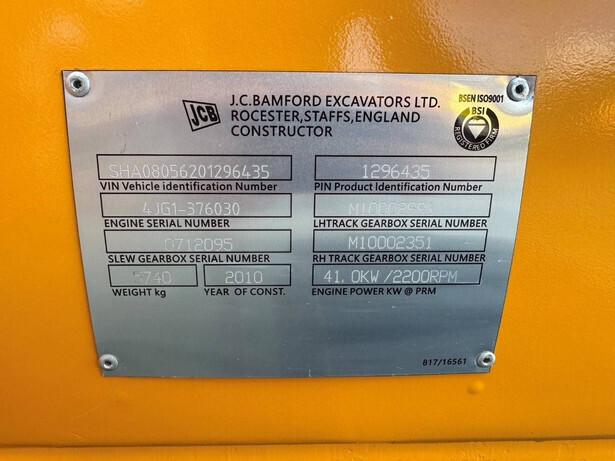 JCB
J.C.BAMFORD EXCAVATORS LTD.
ROCESTER,STAFFS,ENGLAND
CONSTRUCTOR
BSEN ISO9001
BSI
REGISTERED FIRM
SHA08056201296435
VIN Vehicle identification Number
1296435
PIN Product Identization Number
4JG1-376030
ENGINE SERIAL NUMBER
LHTRACK GEARBOX SERIAL NUMBER
0712095
SLEW GEARBOX SERIAL NUMBER
M10002351
RH TRACK GEARBOX SERIAL NUMBER
5740
WEIGHT kg
2010
YEAR OF CONST.
41.0KW/2200RPM
ENGINE POWER KW @ PRM
817/16561